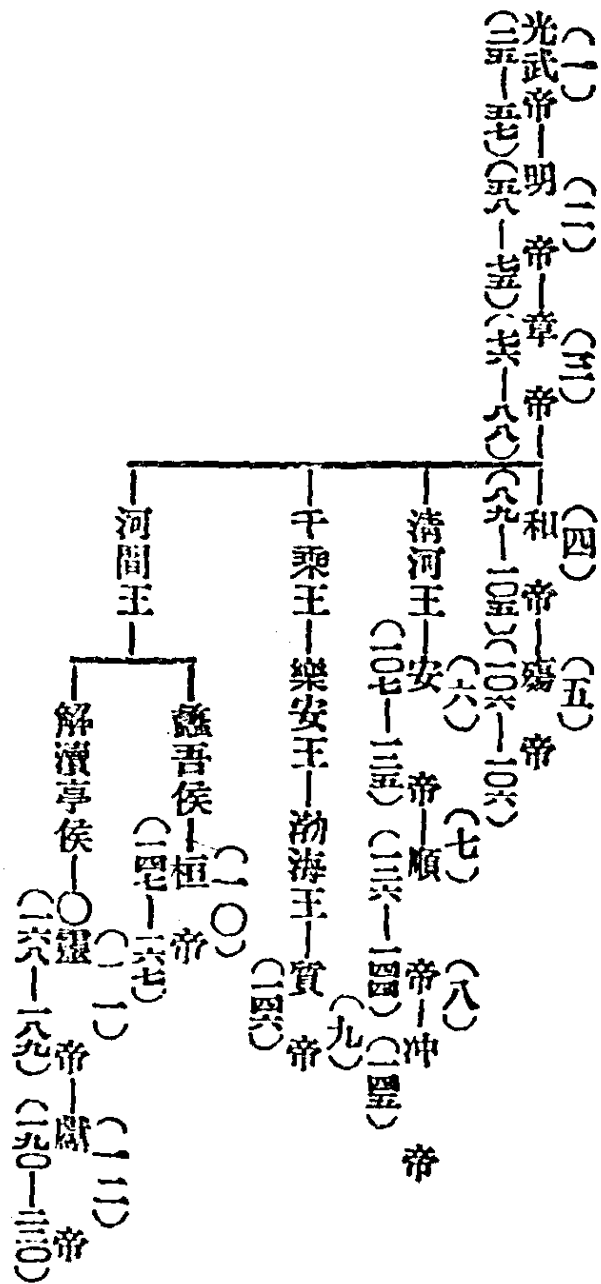 （一）　（二）　（三）　（四）　（五）
光武帝—明帝—章帝—和帝—殤帝
（二五—五七）（五八—七五）（七六—八八）（八九—一〇五）（一〇六—一〇六）
（六）　（七）　（八）
清河王—安帝—順帝—冲帝
（一〇七—一二五）（一二六—一四四）（一四五）
（九）
千乘王—樂安王—渤海王—質帝
（一四六）
河間王
（一〇）
蠡吾侯—桓帝
（一四七—一六七）
（一一）　（一二）
解瀆亭侯—〇靈帝—獻帝
（一六八—一八九）（一九〇—二二〇）